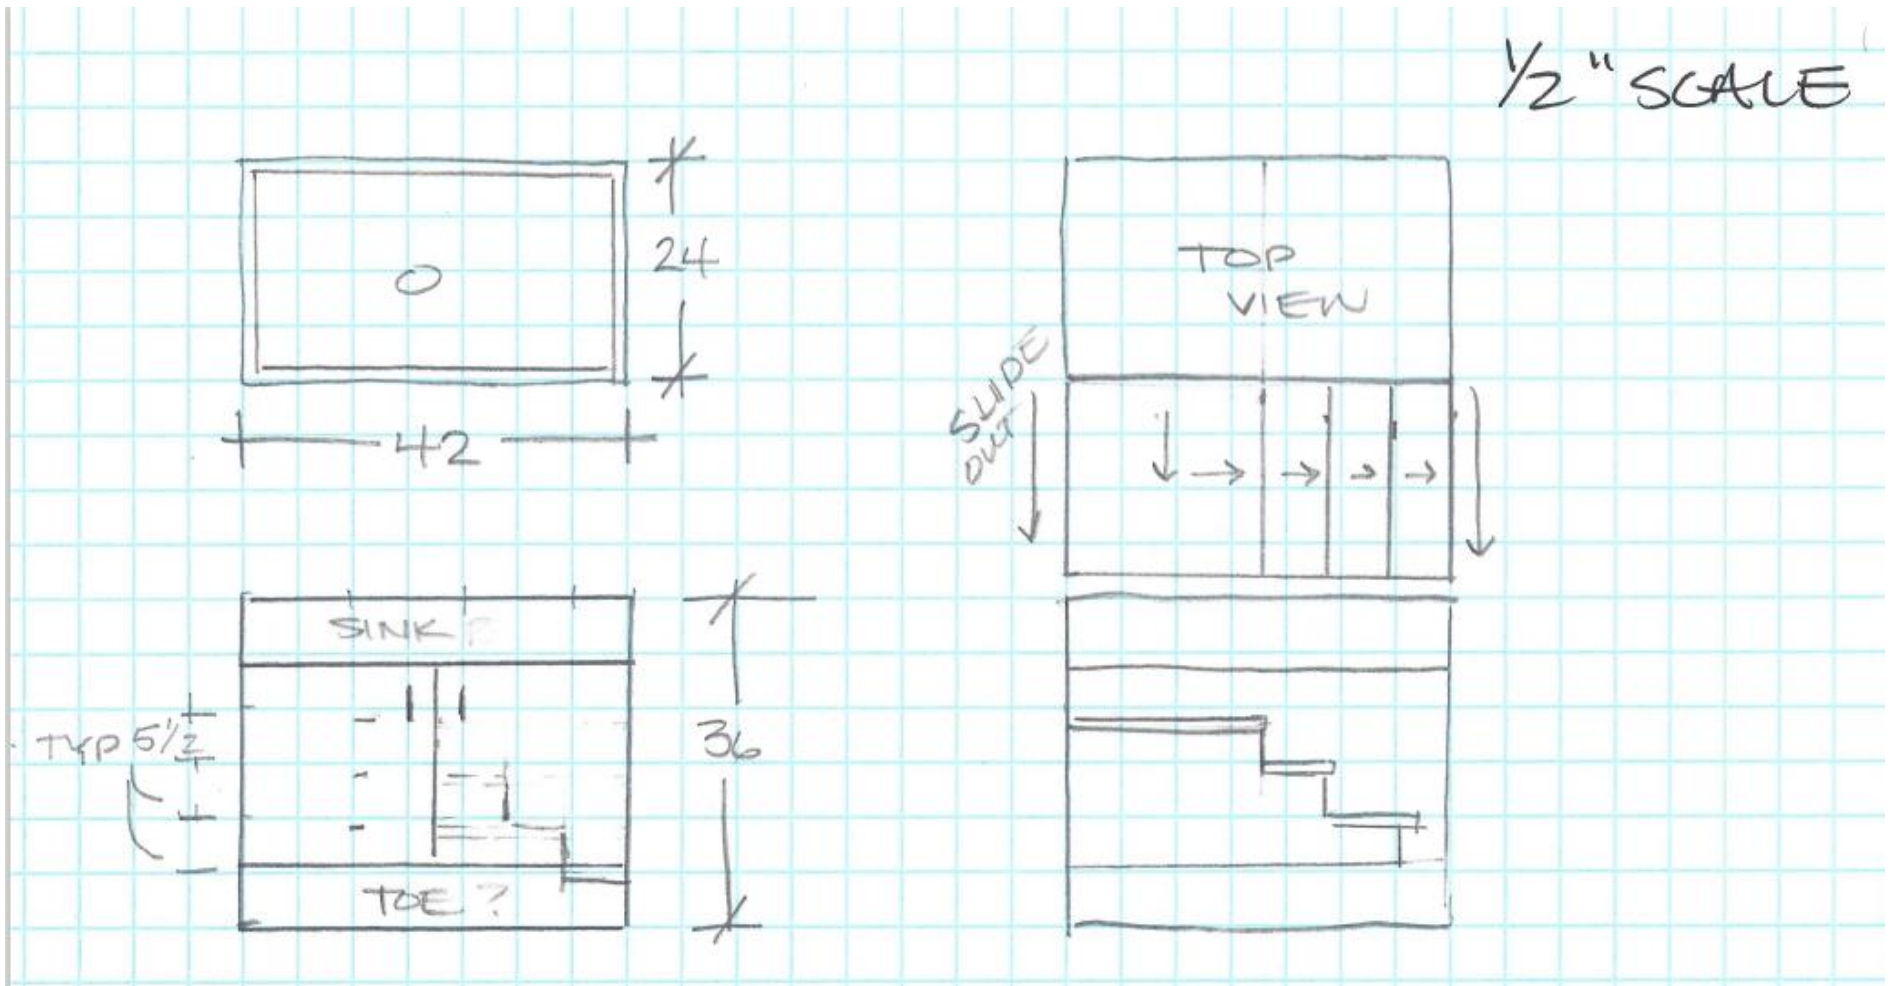 1/2" SCALE
24
42
TOP
VIEW
SLIDE
OUT
SINK
36
TYP 5 1/2
TOE ?